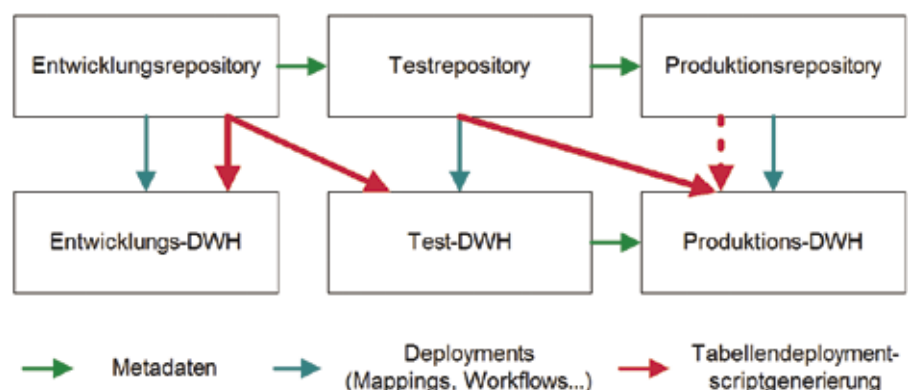 Entwicklungsrepository
Testrepository
Produktionsrepository
Entwicklungs-DWH
Test-DWH
Produktions-DWH
Metadaten
Deployments
(Mappings, Workflows...)
Tabellendeployment-
scriptgenerierung